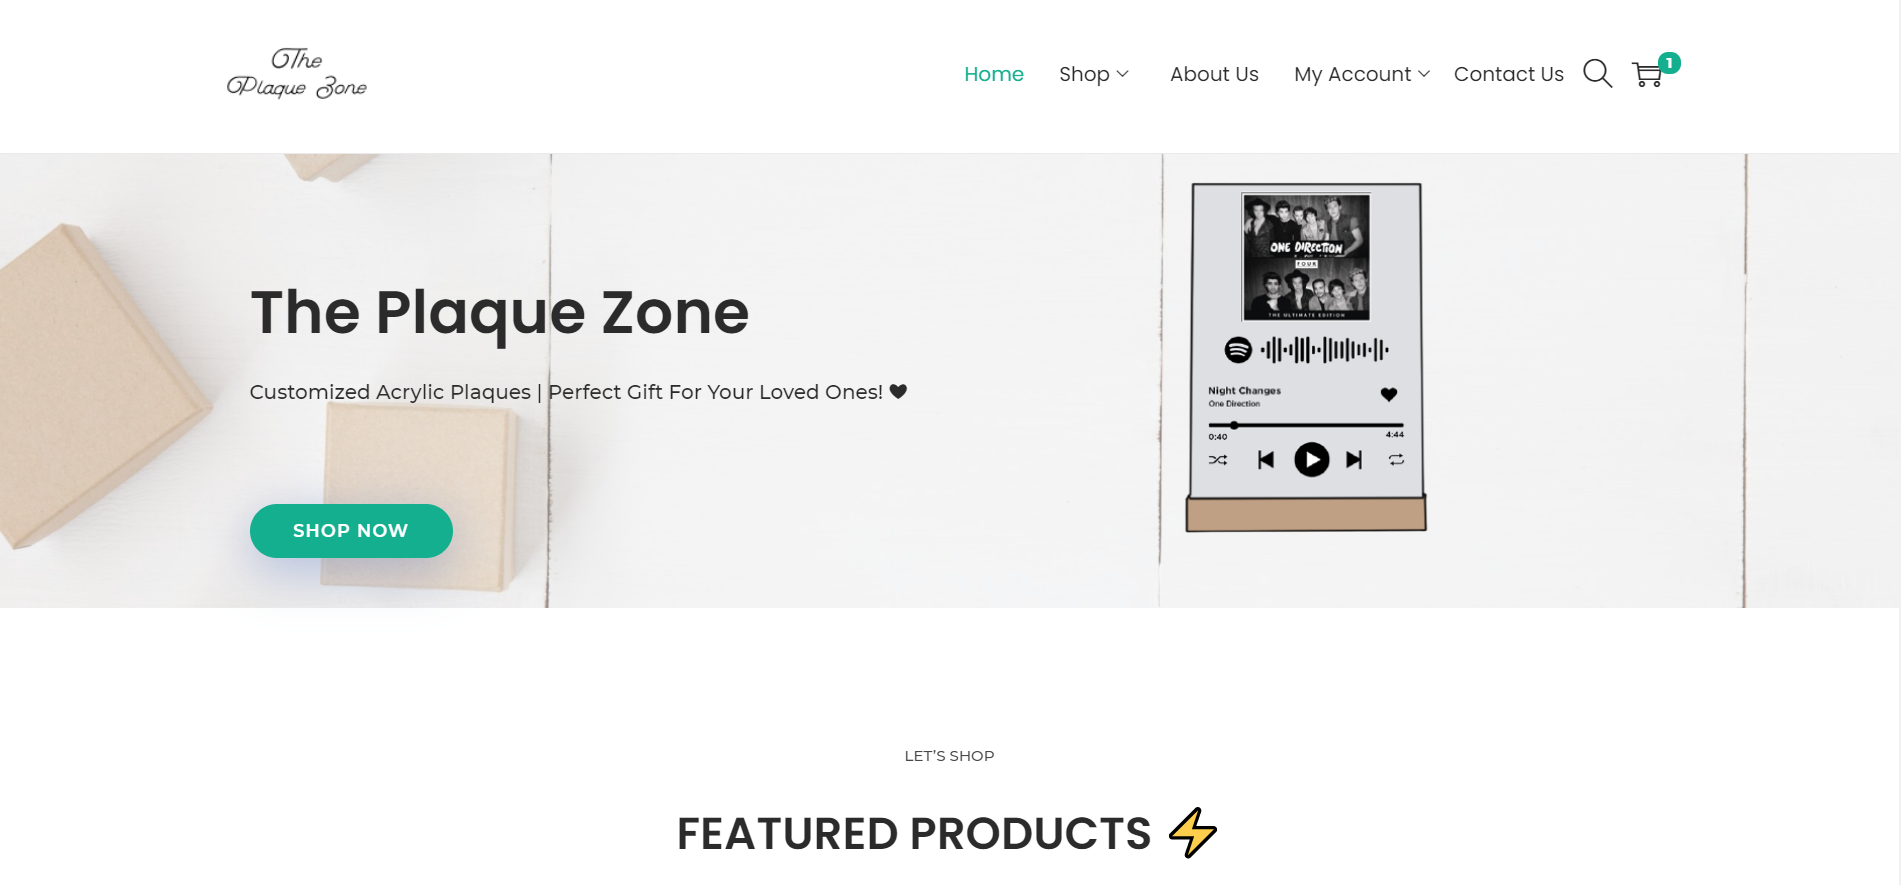 The
Plaque Zone
Home
Shop
About Us
My Account
Contact Us
1
The Plaque Zone
Customized Acrylic Plaques | Perfect Gift For Your Loved Ones! 🖤
SHOP NOW
ONE DIRECTION
FOUR
THE ULTIMATE EDITION
Night Changes
One Direction
0:40
4:44
LET'S SHOP
FEATURED PRODUCTS ⚡